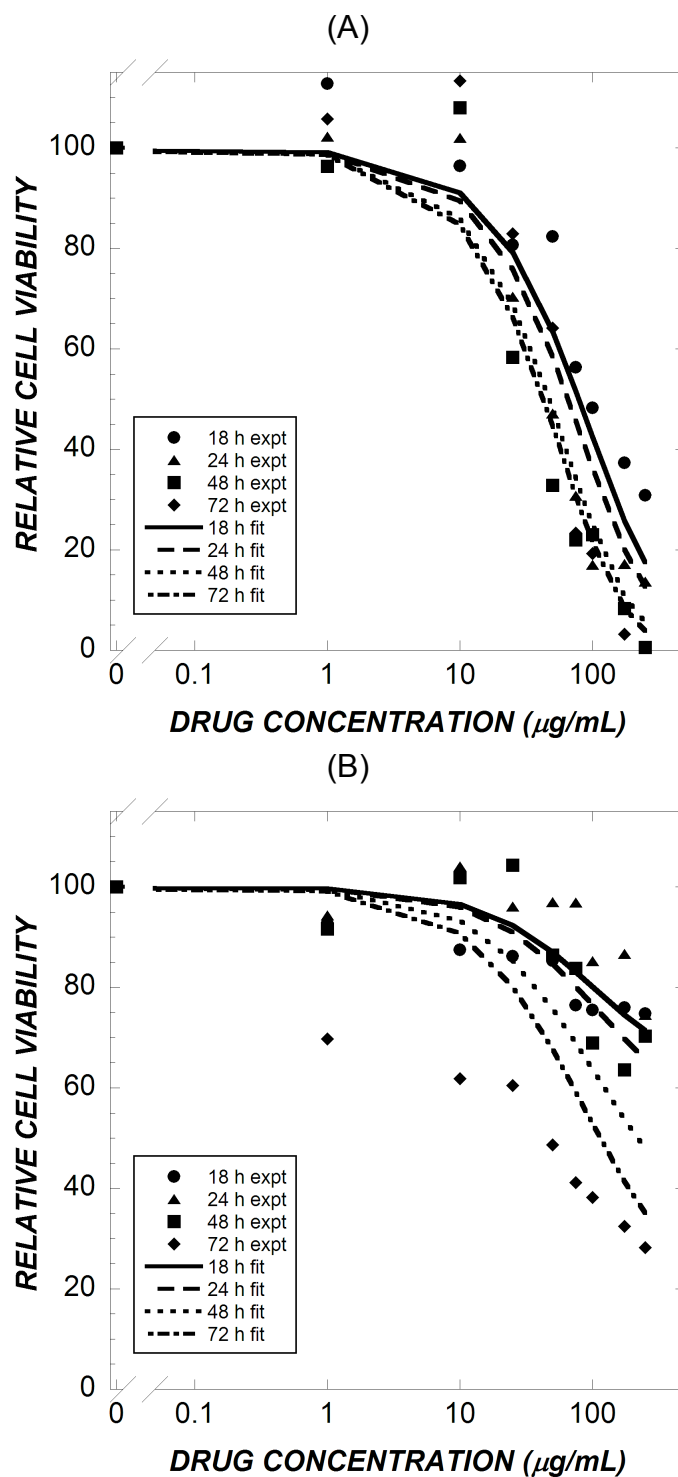 (A)
RELATIVE CELL VIABILITY
100
80
60
40
20
0
18 h expt
24 h expt
48 h expt
72 h expt
18 h fit
24 h fit
48 h fit
72 h fit
0 0.1 1 10 100
DRUG CONCENTRATION (μg/mL)
(B)
RELATIVE CELL VIABILITY
100
80
60
40
20
0
18 h expt
24 h expt
48 h expt
72 h expt
18 h fit
24 h fit
48 h fit
72 h fit
0 0.1 1 10 100
DRUG CONCENTRATION (μg/mL)